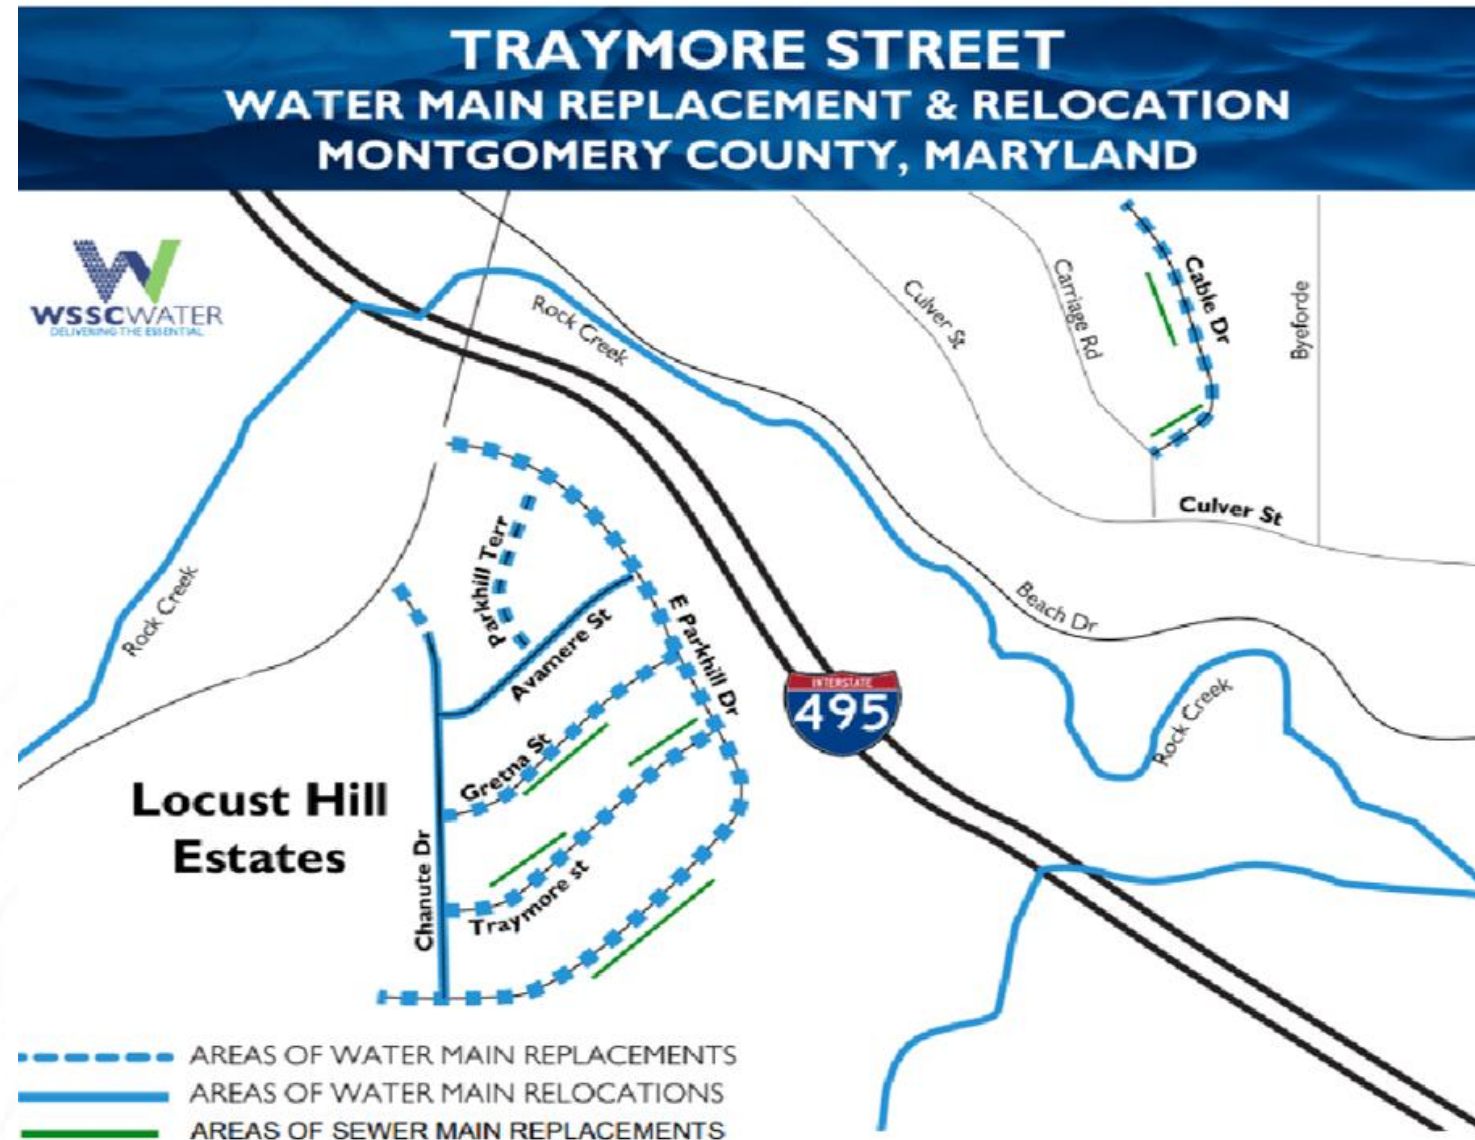 TRAYMORE STREET
WATER MAIN REPLACEMENT & RELOCATION
MONTGOMERY COUNTY, MARYLAND
WSSCWATER
DELIVERING THE ESSENTIAL
Rock Creek
Culver St
Carriage Rd
Cable Dr
Byeforde
Culver St
Parkhill Terr
Rock Creek
Avamere St
E Parkhill Dr
Beach Dr
INTERSTATE
495
Rock Creek
Gretna St
Locust Hill
Estates
Chanute Dr
Traymore st
AREAS OF WATER MAIN REPLACEMENTS
AREAS OF WATER MAIN RELOCATIONS
AREAS OF SEWER MAIN REPLACEMENTS